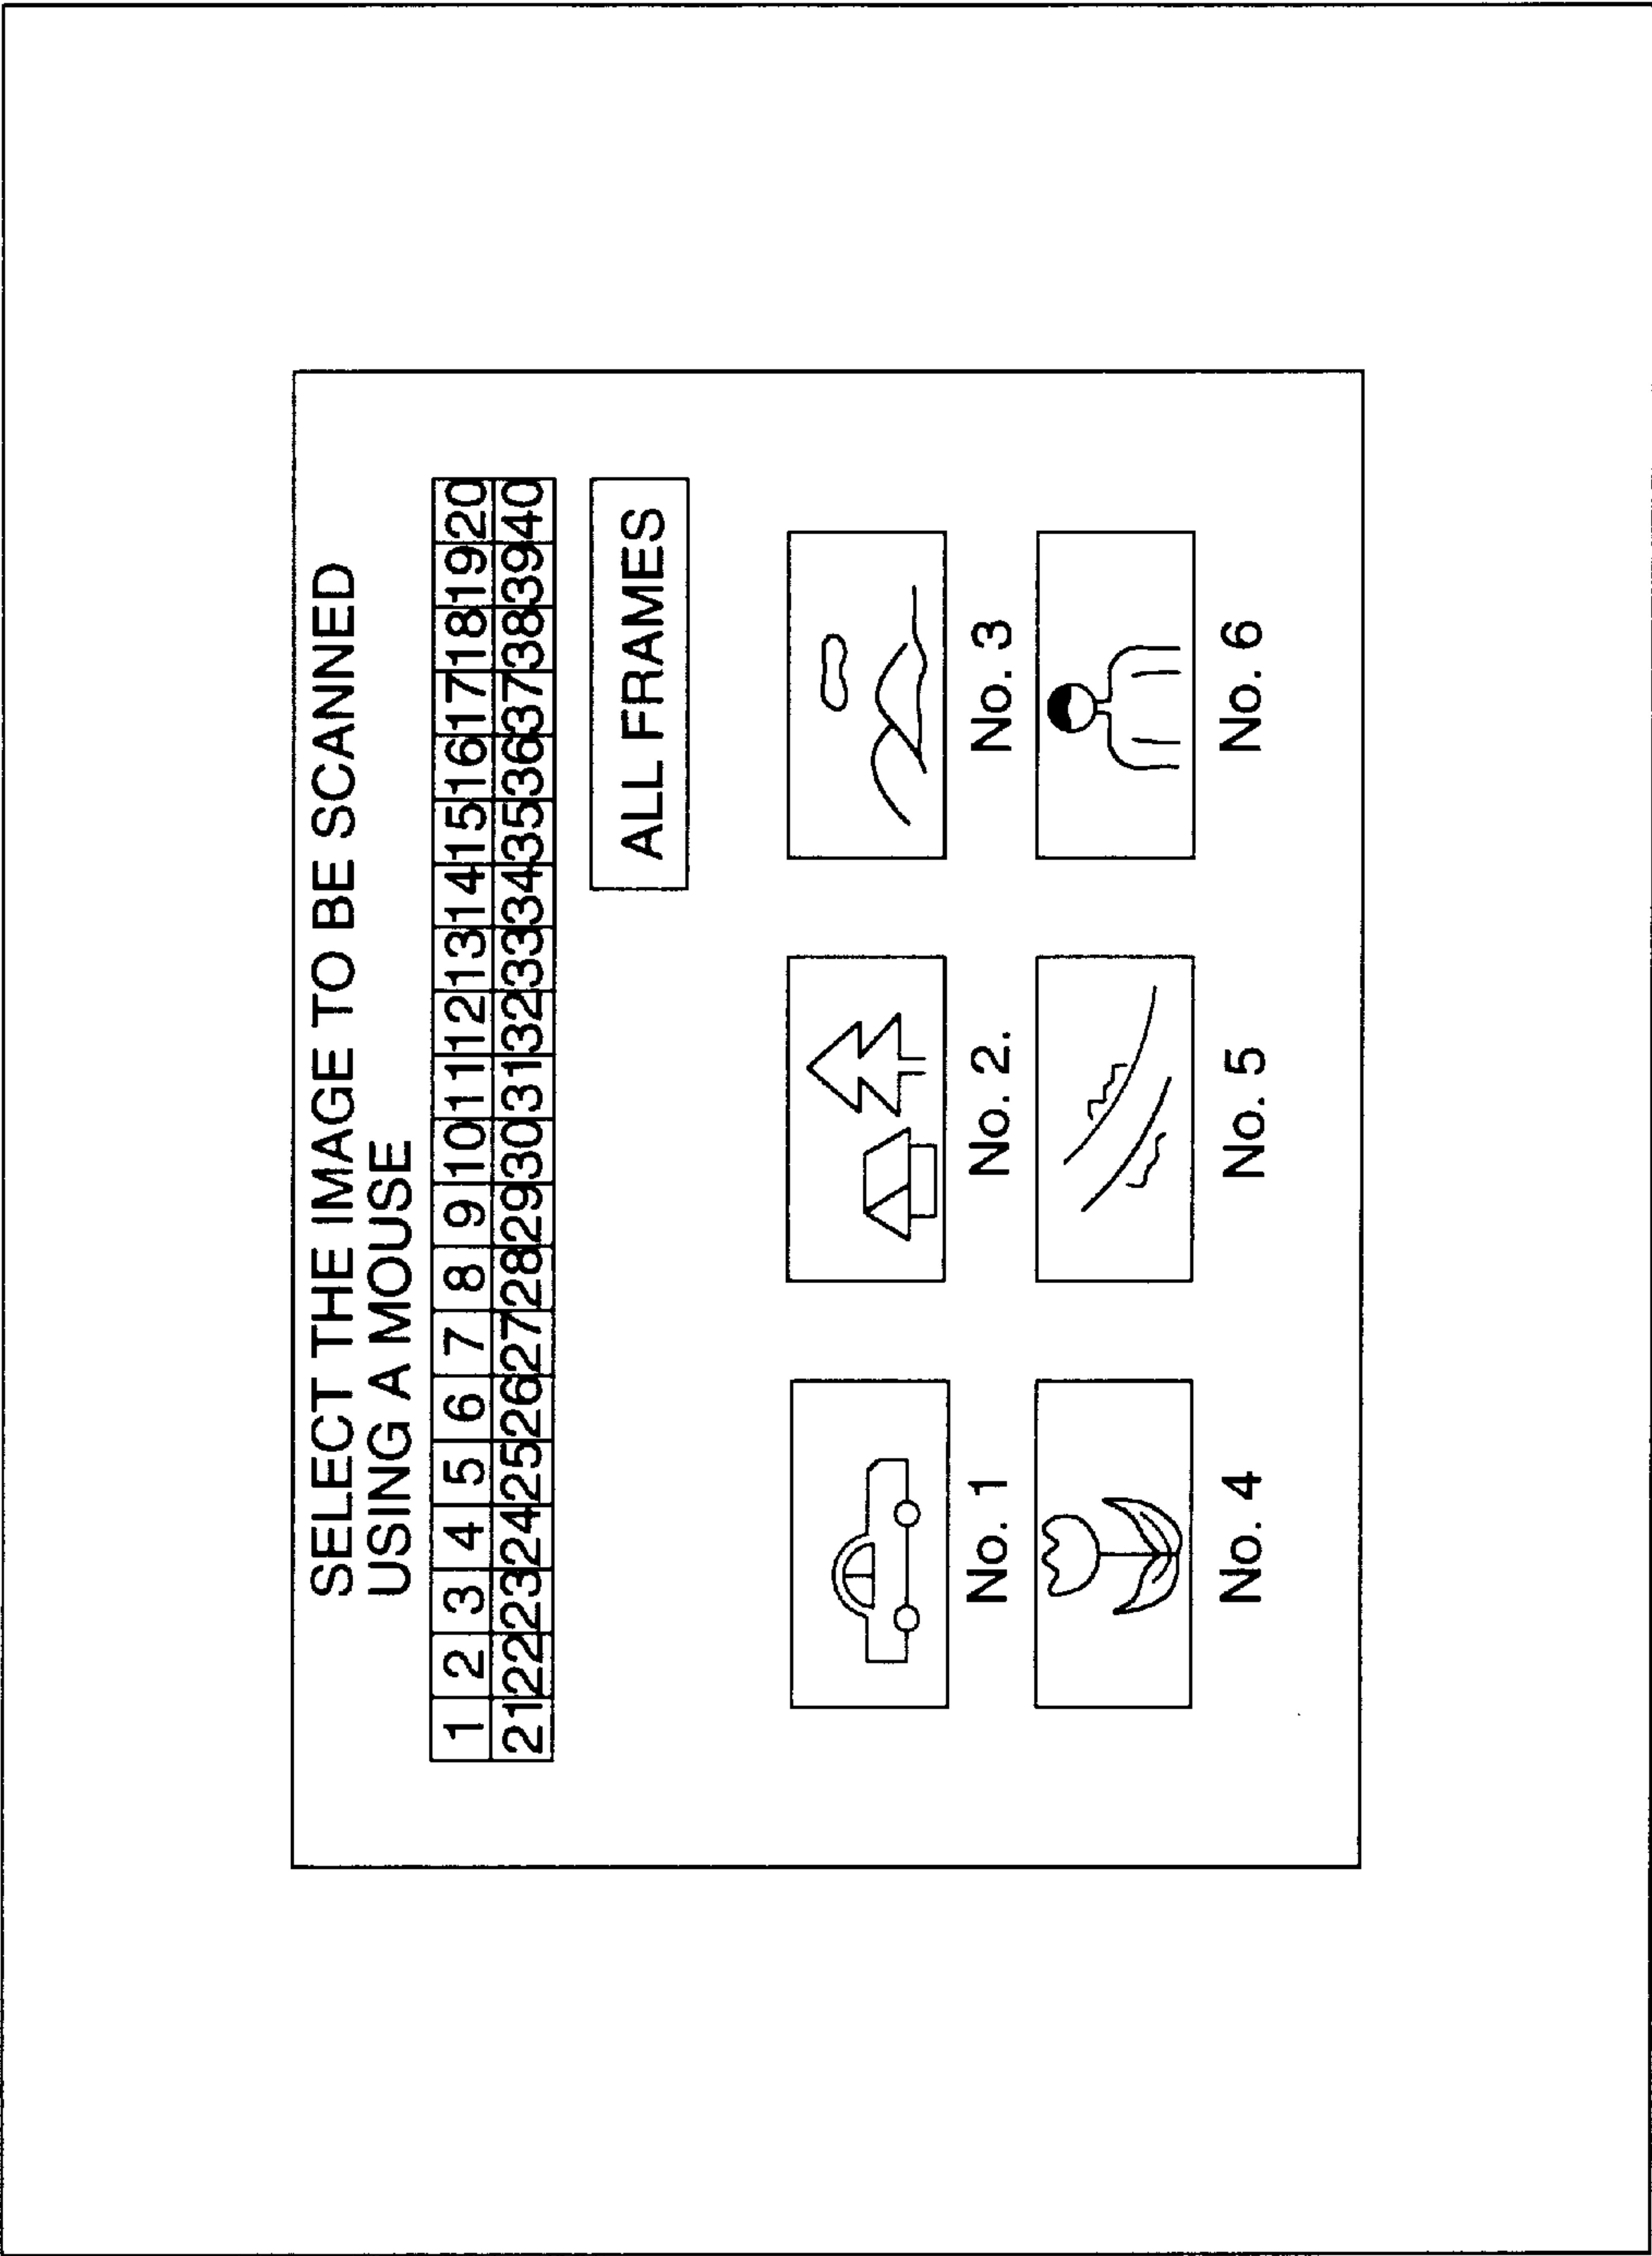 SELECT THE IMAGE TO BE SCANNED
USING A MOUSE
1 2 3 4 5 6 7 8 9 10 11 12 13 14 15 16 17 18 19 20
21 22 23 24 25 26 27 28 29 30 31 32 33 34 35 36 37 38 39 40
ALL FRAMES
No. 1 No. 2. No. 3
No. 4 No. 5 No. 6